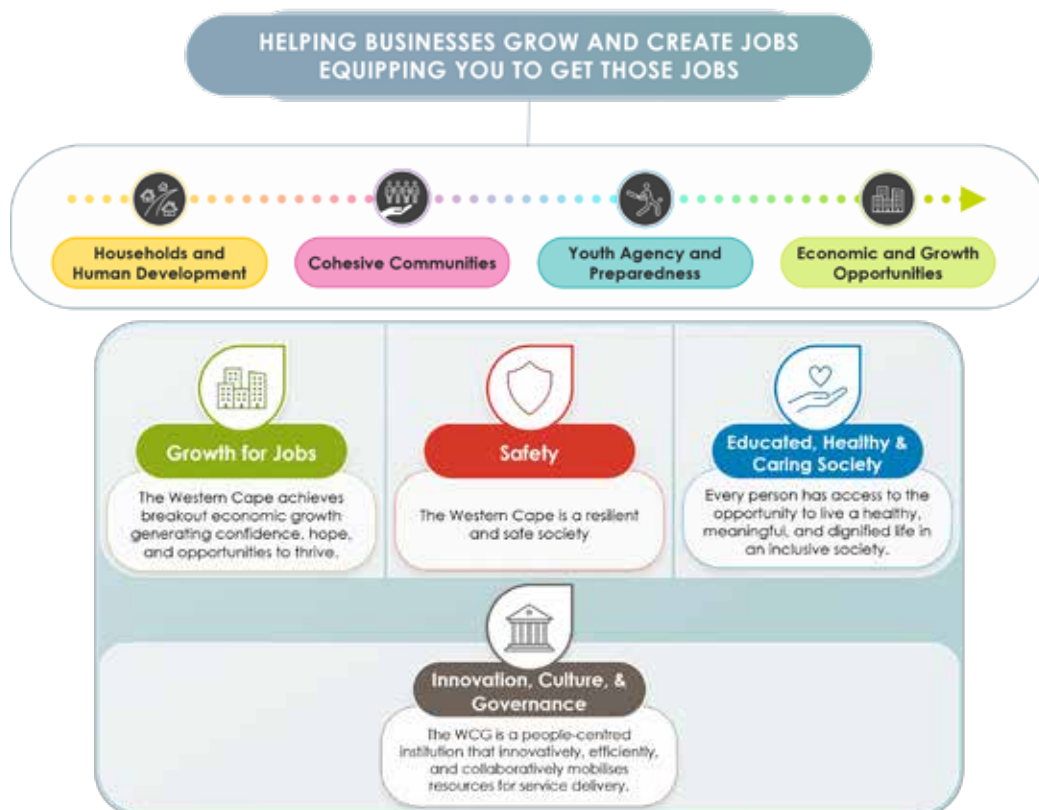 HELPING BUSINESSES GROW AND CREATE JOBS
EQUIPPING YOU TO GET THOSE JOBS
Households and
Human Development
Cohesive Communities
Youth Agency and
Preparedness
Economic and Growth
Opportunities
Growth for Jobs
The Western Cape achieves
breakout economic growth
generating confidence, hope,
and opportunities to thrive.
Safety
The Western Cape is a resilient
and safe society
Educated, Healthy &
Caring Society
Every person has access to the
opportunity to live a healthy,
meaningful, and dignified life in
an inclusive society.
Innovation, Culture, &
Governance
The WCG is a people-centred
institution that innovatively, efficiently,
and collaboratively mobilises
resources for service delivery.